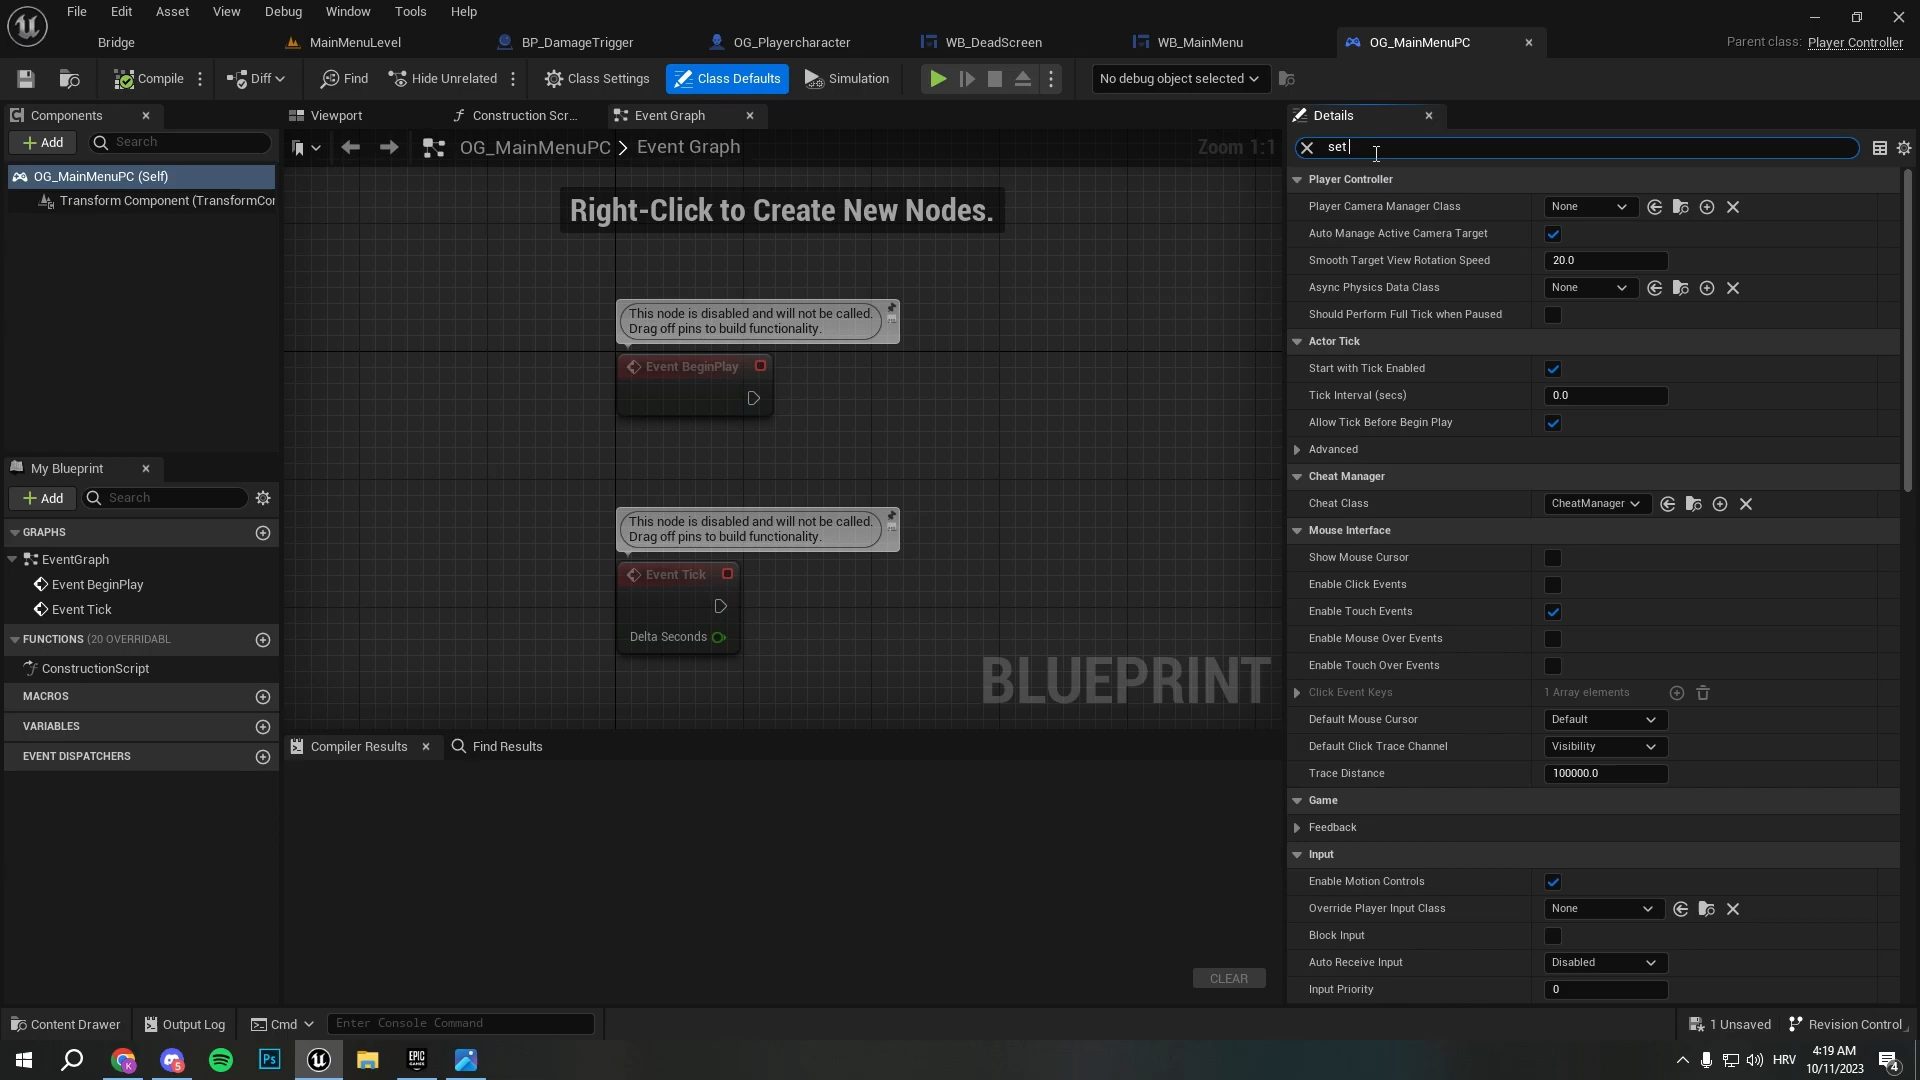 File Edit Asset View Debug Window Tools Help
Bridge MainMenuLevel BP_DamageTrigger OG_Playercharacter WB_DeadScreen WB_MainMenu OG_MainMenuPC Parent class: Player Controller
Compile Diff Find Hide Unrelated Class Settings Class Defaults Simulation No debug object selected
Components
Add Search
OG_MainMenuPC (Self)
Transform Component (TransformCor
My Blueprint
Add Search
GRAPHS
EventGraph
Event BeginPlay
Event Tick
FUNCTIONS (20 OVERRIDABL
ConstructionScript
MACROS
VARIABLES
EVENT DISPATCHERS
Viewport Construction Scr... Event Graph
OG_MainMenuPC > Event Graph Zoom 1:1
Right-Click to Create New Nodes.
This node is disabled and will not be called.
Drag off pins to build functionality.
Event BeginPlay
This node is disabled and will not be called.
Drag off pins to build functionality.
Event Tick
Delta Seconds
BLUEPRINT
Compiler Results Find Results
CLEAR
Details
set
Player Controller
Player Camera Manager Class None
Auto Manage Active Camera Target
Smooth Target View Rotation Speed 20.0
Async Physics Data Class None
Should Perform Full Tick when Paused
Actor Tick
Start with Tick Enabled
Tick Interval (secs) 0.0
Allow Tick Before Begin Play
Advanced
Cheat Manager
Cheat Class CheatManager
Mouse Interface
Show Mouse Cursor
Enable Click Events
Enable Touch Events
Enable Mouse Over Events
Enable Touch Over Events
Click Event Keys 1 Array elements
Default Mouse Cursor Default
Default Click Trace Channel Visibility
Trace Distance 100000.0
Game
Feedback
Input
Enable Motion Controls
Override Player Input Class None
Block Input
Auto Receive Input Disabled
Input Priority 0
Content Drawer Output Log Cmd Enter Console Command 1 Unsaved Revision Control
K 5 Ps EPIC GAMES HRV 4:19 AM
10/11/2023 4